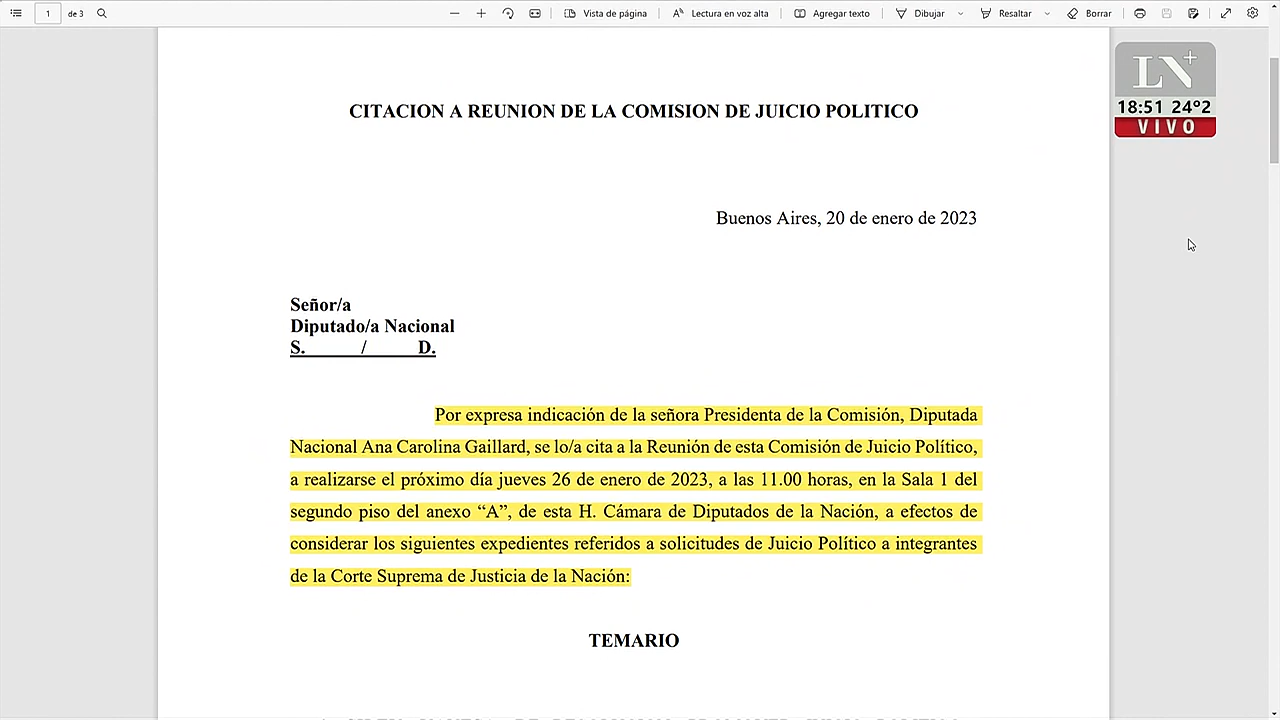 1 de 3 Vista de página Lectura en voz alta Agregar texto Dibujar Resaltar Borrar
LN+
18:51 24º2
VIVO
CITACION A REUNION DE LA COMISION DE JUICIO POLITICO
Buenos Aires, 20 de enero de 2023
Señor/a
Diputado/a Nacional
S. / D.
Por expresa indicación de la señora Presidenta de la Comisión, Diputada
Nacional Ana Carolina Gaillard, se lo/a cita a la Reunión de esta Comisión de Juicio Político,
a realizarse el próximo día jueves 26 de enero de 2023, a las 11.00 horas, en la Sala 1 del
segundo piso del anexo “A”, de esta H. Cámara de Diputados de la Nación, a efectos de
considerar los siguientes expedientes referidos a solicitudes de Juicio Político a integrantes
de la Corte Suprema de Justicia de la Nación:
TEMARIO